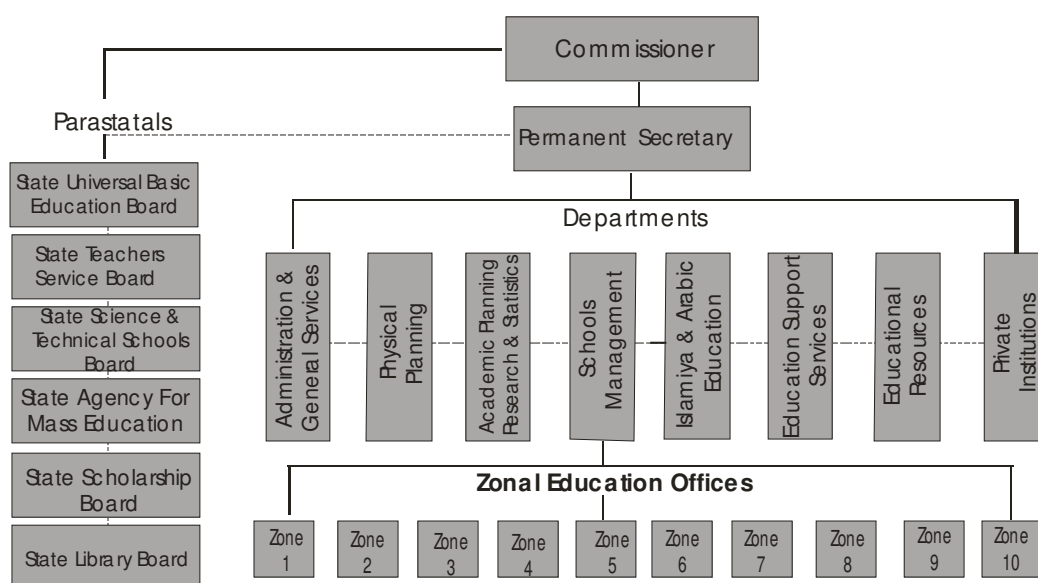 Commissioner
Parastatals
Permanent Secretary
State Universal Basic
Education Board
State Teachers
Service Board
State Science &
Technical Schools
Board
State Agency For
Mass Education
State Scholarship
Board
State Library Board
Departments
Administration &
General Services
Physical
Planning
Academic Planning
Research & Statistics
Schools
Management
Islamiya & Arabic
Education
Education Support
Services
Educational
Resources
Private
Institutions
Zonal Education Offices
Zone
1
Zone
2
Zone
3
Zone
4
Zone
5
Zone
6
Zone
7
Zone
8
Zone
9
Zone
10